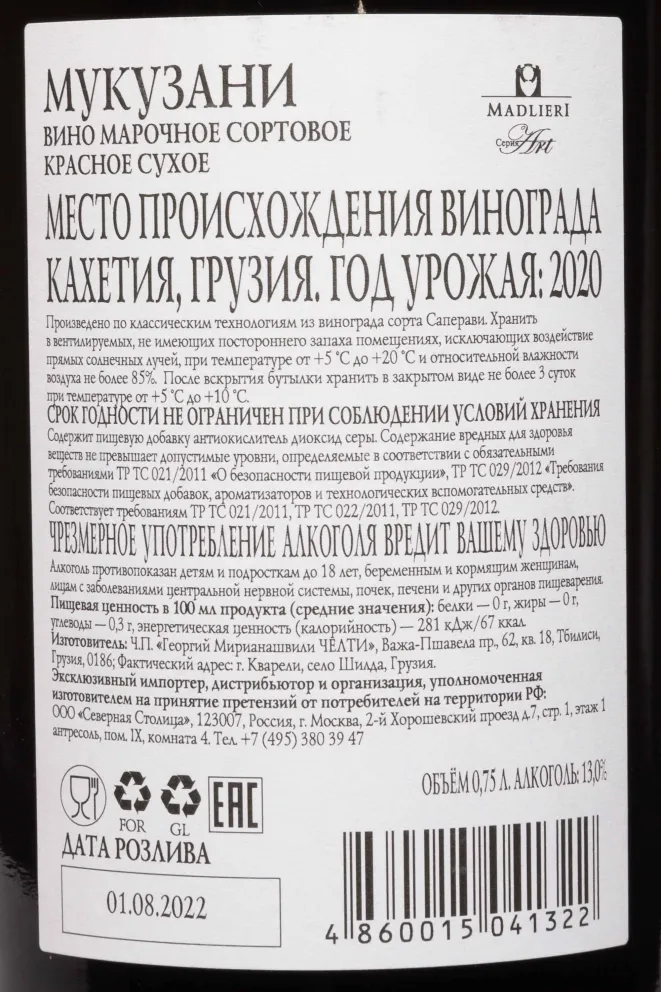 МУКУЗАНИ
ВИНО МАРОЧНОЕ СОРТОВОЕ
КРАСНОЕ СУХОЕ
MADLIERI
Серия Art
МЕСТО ПРОИСХОЖДЕНИЯ ВИНОГРАДА
КАХЕТИЯ, ГРУЗИЯ. ГОД УРОЖАЯ: 2020
Произведено по классическим технологиям из винограда сорта Саперави. Хранить
в вентилируемых, не имеющих постороннего запаха помещениях, исключающих воздействие
прямых солнечных лучей, при температуре от +5 °С до +20 °С и относительной влажности
воздуха не более 85%. После вскрытия бутылки хранить в закрытом виде не более 3 суток
при температуре от +5 °С до +10 °С.
СРОК ГОДНОСТИ НЕ ОГРАНИЧЕН ПРИ СОБЛЮДЕНИИ УСЛОВИЙ ХРАНЕНИЯ
Содержит пищевую добавку антиокислитель диоксид серы. Содержание вредных для здоровья
веществ не превышает допустимые уровни, определяемые в соответствии с обязательными
требованиями ТР ТС 021/2011 «О безопасности пищевой продукции», ТР ТС 029/2012 «Требования
безопасности пищевых добавок, ароматизаторов и технологических вспомогательных средств».
Соответствует требованиям ТР ТС 021/2011, ТР ТС 022/2011, ТР ТС 029/2012.
ЧРЕЗМЕРНОЕ УПОТРЕБЛЕНИЕ АЛКОГОЛЯ ВРЕДИТ ВАШЕМУ ЗДОРОВЬЮ
Алкоголь противопоказан детям и подросткам до 18 лет, беременным и кормящим женщинам,
лицам с заболеваниями центральной нервной системы, почек, печени и других органов пищеварения.
Пищевая ценность в 100 мл продукта (средние значения): белки — 0 г, жиры — 0 г,
углеводы — 0,3 г, энергетическая ценность (калорийность) — 281 кДж/67 ккал.
Изготовитель: Ч.П. «Георгий Мирианашвили ЧЕЛТИ», Важа-Пшавела пр., 62, кв. 18, Тбилиси,
Грузия, 0186; Фактический адрес: г. Кварели, село Шилда, Грузия.
Эксклюзивный импортер, дистрибьютор и организация, уполномоченная
изготовителем на принятие претензий от потребителей на территории РФ:
ООО «Северная Столица», 123007, Россия, г. Москва, 2-й Хорошевский проезд д.7, стр. 1, этаж 1
антресоль, пом. IX, комната 4. Тел. +7 (495) 380 39 47
ОБЪЁМ 0,75 Л. АЛКОГОЛЬ: 13,0%
FOR
GL
EAC
ДАТА РОЗЛИВА
01.08.2022
4 860015 041322